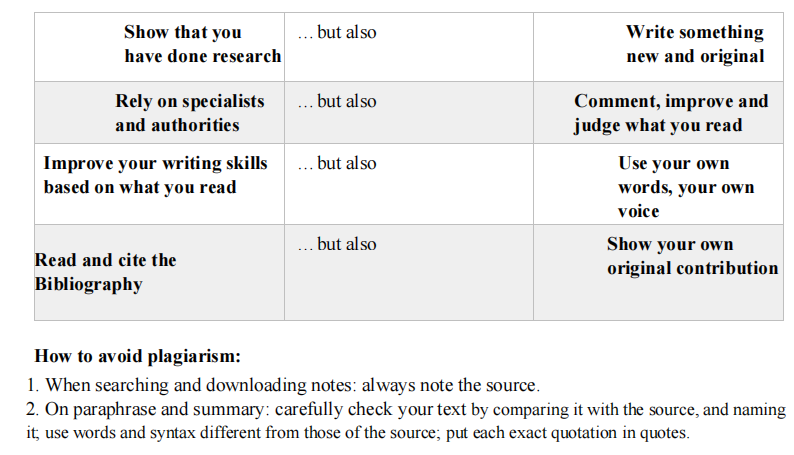 Show that you … but also Write something
have done research new and original
Rely on specialists … but also Comment, improve and
and authorities judge what you read
Improve your writing skills … but also Use your own
based on what you read words, your own
voice
… but also Show your own
Read and cite the original contribution
Bibliography
How to avoid plagiarism:
1. When searching and downloading notes: always note the source.
2. On paraphrase and summary: carefully check your text by comparing it with the source, and naming
it; use words and syntax different from those of the source; put each exact quotation in quotes.